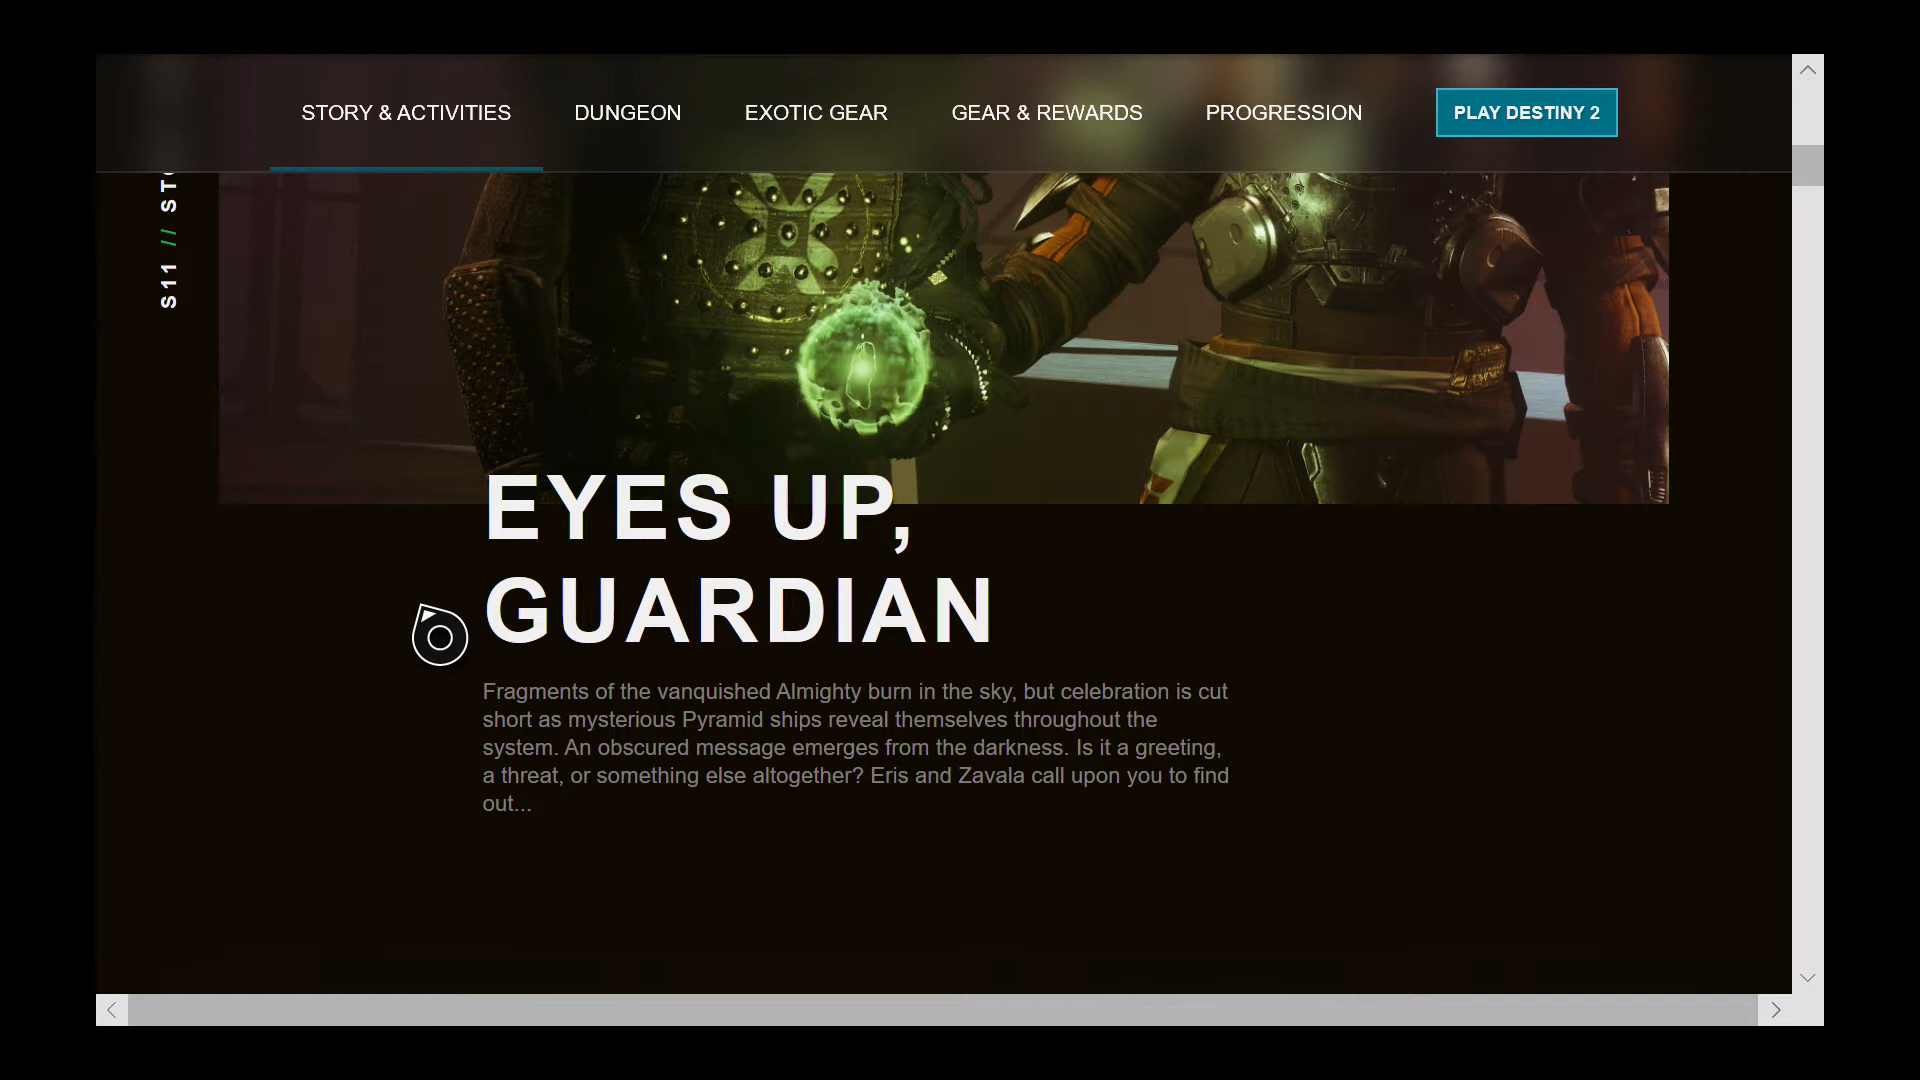 STORY & ACTIVITIES
DUNGEON
EXOTIC GEAR
GEAR & REWARDS
PROGRESSION
PLAY DESTINY 2
S11 //
EYES UP,
GUARDIAN
Fragments of the vanquished Almighty burn in the sky, but celebration is cut
short as mysterious Pyramid ships reveal themselves throughout the
system. An obscured message emerges from the darkness. Is it a greeting,
a threat, or something else altogether? Eris and Zavala call upon you to find
out...